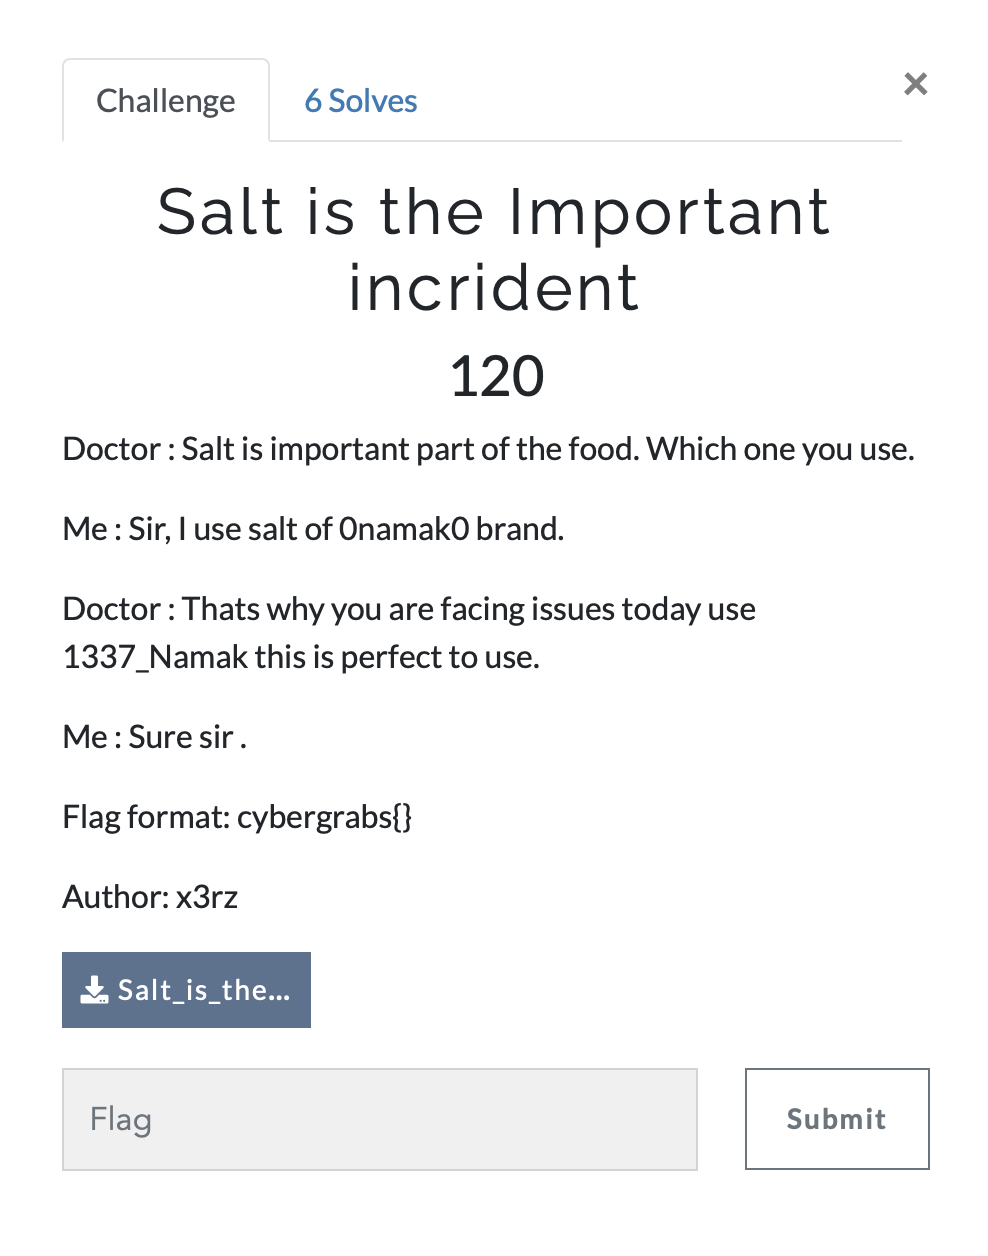 Challenge
6 Solves
×
Salt is the Important
incrident
120
Doctor : Salt is important part of the food. Which one you use.
Me : Sir, I use salt of 0namak0 brand.
Doctor : Thats why you are facing issues today use
1337_Namak this is perfect to use.
Me : Sure sir .
Flag format: cybergrabs{}
Author: x3rz
Salt_is_the...
Flag
Submit